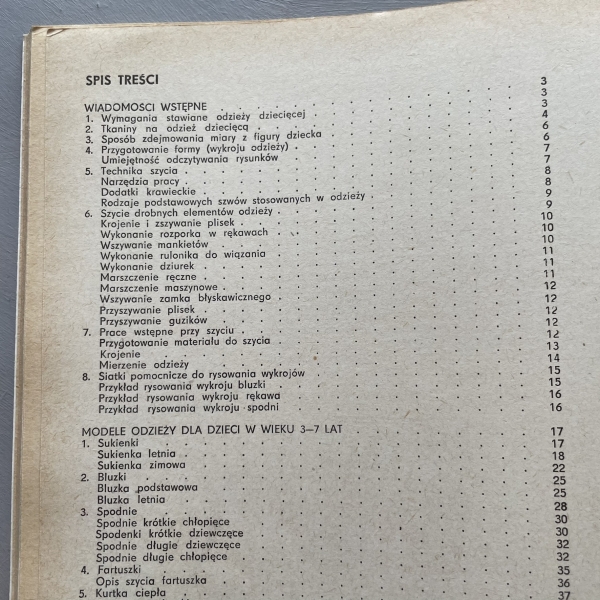 SPIS TREŚCI
WIADOMOSCI WSTĘPNE . . . . . . . . . . 3
1. Wymagania stawiane odzieży dziecięcej . . . . . . . 3
2. Tkaniny na odzież dziecięcą . . . . . . . . . 3
3. Sposób zdejmowania miary z figury dziecka . . . . . . 4
4. Przygotowanie formy (wykroju odzieży) . . . . . . . 6
Umiejętność odczytywania rysunków . . . . . . . 6
5. Technika szycia . . . . . . . . . . . 7
Narzędzia pracy . . . . . . . . . . . 7
Dodatki krawieckie . . . . . . . . . . 8
Rodzaje podstawowych szwów stosowanych w odzieży . . . . . 8
6. Szycie drobnych elementów odzieży . . . . . . . . 9
Krojenie i zszywanie plisek . . . . . . . . . 9
Wykonanie rozporka w rękawach . . . . . . . . 10
Wszywanie mankietów . . . . . . . . . . 10
Wykonanie rulonika do wiązania . . . . . . . . 10
Wykonanie dziurek . . . . . . . . . . 11
Marszczenie ręczne . . . . . . . . . . 11
Marszczenie maszynowe . . . . . . . . . . 11
Wszywanie zamka błyskawicznego . . . . . . . . 12
Przyszywanie plisek . . . . . . . . . . 12
Przyszywanie guzików . . . . . . . . . . 12
7. Prace wstępne przy szyciu . . . . . . . . . 12
Przygotowanie materiału do szycia . . . . . . . . 12
Krojenie . . . . . . . . . . . . 13
Mierzenie odzieży . . . . . . . . . . 14
8. Siatki pomocnicze do rysowania wykrojów . . . . . . 15
Przykład rysowania wykroju bluzki . . . . . . . 15
Przykład rysowania wykroju rękawa . . . . . . . 16
Przykład rysowania wykroju spodni . . . . . . . 16
MODELE ODZIEŻY DLA DZIECI W WIEKU 3—7 LAT . . . . . . 17
1. Sukienki . . . . . . . . . . . . 17
Sukienka letnia . . . . . . . . . . . 18
Sukienka zimowa . . . . . . . . . . . 22
2. Bluzki . . . . . . . . . . . . 25
Bluzka podstawowa . . . . . . . . . . 25
Bluzka letnia . . . . . . . . . . . 28
3. Spodnie . . . . . . . . . . . . 30
Spodnie krótkie chłopięce . . . . . . . . . 30
Spodenki krótkie dziewczęce . . . . . . . . 32
Spodnie długie dziewczęce . . . . . . . . . 32
Spodnie długie chłopięce . . . . . . . . . 35
4. Fartuszki . . . . . . . . . . . . 36
Opis szycia fartuszka . . . . . . . . . . 37
5. Kurtka ciepła . . . . . . . . . . .